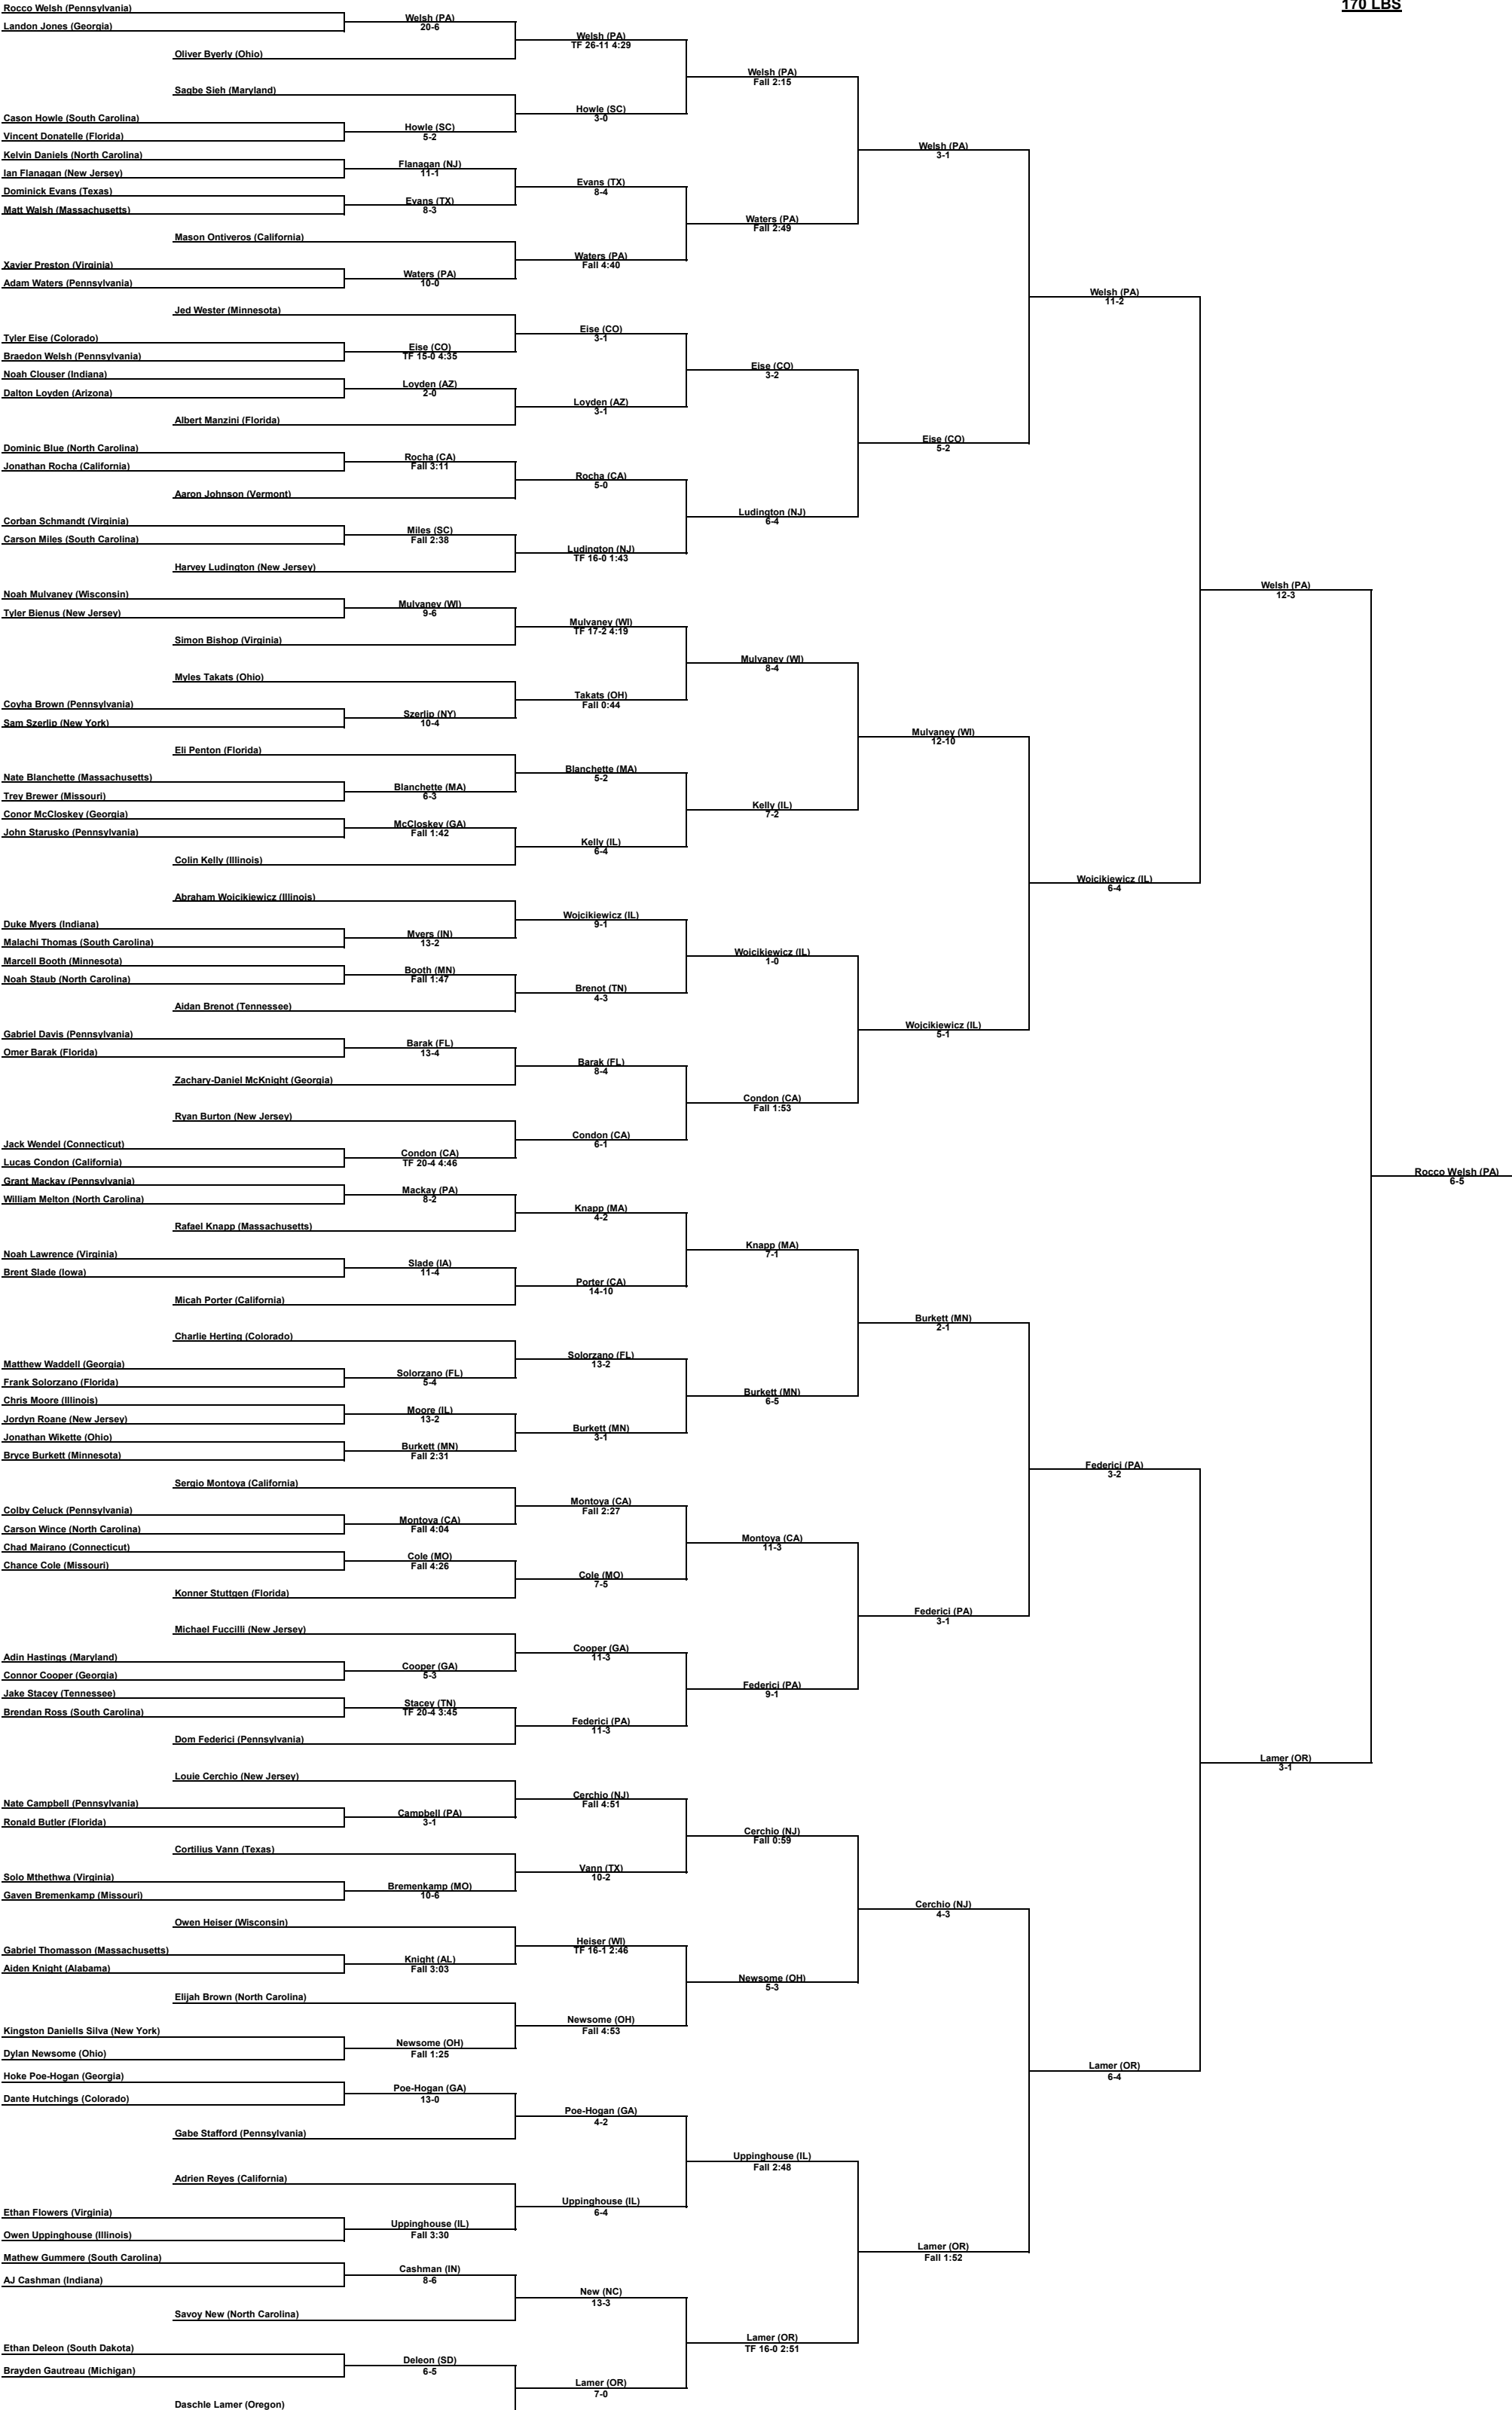 170 LBS
Rocco Welsh (Pennsylvania)
Landon Jones (Georgia)
Welsh (PA)
20-6
Oliver Byerly (Ohio)
Welsh (PA)
TF 26-11 4:29
Welsh (PA)
Fall 2:15
Sagbe Sieh (Maryland)
Howle (SC)
3-0
Cason Howle (South Carolina)
Vincent Donatelle (Florida)
Howle (SC)
5-2
Welsh (PA)
3-1
Kelvin Daniels (North Carolina)
Ian Flanagan (New Jersey)
Flanagan (NJ)
11-1
Evans (TX)
8-4
Dominick Evans (Texas)
Matt Walsh (Massachusetts)
Evans (TX)
8-3
Waters (PA)
Fall 2:49
Mason Ontiveros (California)
Waters (PA)
Fall 4:40
Xavier Preston (Virginia)
Adam Waters (Pennsylvania)
Waters (PA)
10-0
Welsh (PA)
11-2
Jed Wester (Minnesota)
Eise (CO)
3-1
Tyler Eise (Colorado)
Braedon Welsh (Pennsylvania)
Eise (CO)
TF 15-0 4:35
Eise (CO)
3-2
Noah Clouser (Indiana)
Dalton Loyden (Arizona)
Loyden (AZ)
2-0
Loyden (AZ)
3-1
Albert Manzini (Florida)
Eise (CO)
5-2
Dominic Blue (North Carolina)
Jonathan Rocha (California)
Rocha (CA)
Fall 3:11
Rocha (CA)
5-0
Aaron Johnson (Vermont)
Ludington (NJ)
6-4
Corban Schmandt (Virginia)
Carson Miles (South Carolina)
Miles (SC)
Fall 2:38
Ludington (NJ)
TF 16-0 1:43
Harvey Ludington (New Jersey)
Welsh (PA)
12-3
Noah Mulvaney (Wisconsin)
Tyler Bienus (New Jersey)
Mulvaney (WI)
9-6
Mulvaney (WI)
TF 17-2 4:19
Simon Bishop (Virginia)
Mulvaney (WI)
8-4
Myles Takats (Ohio)
Takats (OH)
Fall 0:44
Coyha Brown (Pennsylvania)
Sam Szerlip (New York)
Szerlip (NY)
10-4
Mulvaney (WI)
12-10
Eli Penton (Florida)
Blanchette (MA)
5-2
Nate Blanchette (Massachusetts)
Trey Brewer (Missouri)
Blanchette (MA)
6-3
Kelly (IL)
7-2
Conor McCloskey (Georgia)
John Starusko (Pennsylvania)
McCloskey (GA)
Fall 1:42
Kelly (IL)
6-4
Colin Kelly (Illinois)
Wojcikiewicz (IL)
6-4
Abraham Wojcikiewicz (Illinois)
Wojcikiewicz (IL)
9-1
Duke Myers (Indiana)
Malachi Thomas (South Carolina)
Myers (IN)
13-2
Wojcikiewicz (IL)
1-0
Marcell Booth (Minnesota)
Noah Staub (North Carolina)
Booth (MN)
Fall 1:47
Brenot (TN)
4-3
Aidan Brenot (Tennessee)
Wojcikiewicz (IL)
5-1
Gabriel Davis (Pennsylvania)
Omer Barak (Florida)
Barak (FL)
13-4
Barak (FL)
8-4
Zachary-Daniel McKnight (Georgia)
Condon (CA)
Fall 1:53
Ryan Burton (New Jersey)
Condon (CA)
6-1
Jack Wendel (Connecticut)
Lucas Condon (California)
Condon (CA)
TF 20-4 4:46
Rocco Welsh (PA)
6-5
Grant Mackay (Pennsylvania)
William Melton (North Carolina)
Mackay (PA)
8-2
Knapp (MA)
4-2
Rafael Knapp (Massachusetts)
Knapp (MA)
7-1
Noah Lawrence (Virginia)
Brent Slade (Iowa)
Slade (IA)
11-4
Porter (CA)
14-10
Micah Porter (California)
Burkett (MN)
2-1
Charlie Herting (Colorado)
Solorzano (FL)
13-2
Matthew Waddell (Georgia)
Frank Solorzano (Florida)
Solorzano (FL)
5-4
Burkett (MN)
6-5
Chris Moore (Illinois)
Jordyn Roane (New Jersey)
Moore (IL)
13-2
Burkett (MN)
3-1
Jonathan Wikette (Ohio)
Bryce Burkett (Minnesota)
Burkett (MN)
Fall 2:31
Federici (PA)
3-2
Sergio Montoya (California)
Montoya (CA)
Fall 2:27
Colby Celuck (Pennsylvania)
Carson Wince (North Carolina)
Montoya (CA)
Fall 4:04
Montoya (CA)
11-3
Chad Mairano (Connecticut)
Chance Cole (Missouri)
Cole (MO)
Fall 4:26
Cole (MO)
7-5
Konner Stuttgen (Florida)
Federici (PA)
3-1
Michael Fuccilli (New Jersey)
Cooper (GA)
11-3
Adin Hastings (Maryland)
Connor Cooper (Georgia)
Cooper (GA)
5-3
Federici (PA)
9-1
Jake Stacey (Tennessee)
Brendan Ross (South Carolina)
Stacey (TN)
TF 20-4 3:45
Federici (PA)
11-3
Dom Federici (Pennsylvania)
Lamer (OR)
3-1
Louie Cerchio (New Jersey)
Cerchio (NJ)
Fall 4:51
Nate Campbell (Pennsylvania)
Ronald Butler (Florida)
Campbell (PA)
3-1
Cerchio (NJ)
Fall 0:59
Cortilius Vann (Texas)
Vann (TX)
10-2
Solo Mthethwa (Virginia)
Gaven Bremenkamp (Missouri)
Bremenkamp (MO)
10-6
Cerchio (NJ)
4-3
Owen Heiser (Wisconsin)
Heiser (WI)
TF 16-1 2:46
Gabriel Thomasson (Massachusetts)
Aiden Knight (Alabama)
Knight (AL)
Fall 3:03
Newsome (OH)
5-3
Elijah Brown (North Carolina)
Newsome (OH)
Fall 4:53
Kingston Daniells Silva (New York)
Dylan Newsome (Ohio)
Newsome (OH)
Fall 1:25
Lamer (OR)
6-4
Hoke Poe-Hogan (Georgia)
Dante Hutchings (Colorado)
Poe-Hogan (GA)
13-0
Poe-Hogan (GA)
4-2
Gabe Stafford (Pennsylvania)
Uppinghouse (IL)
Fall 2:48
Adrien Reyes (California)
Uppinghouse (IL)
6-4
Ethan Flowers (Virginia)
Owen Uppinghouse (Illinois)
Uppinghouse (IL)
Fall 3:30
Lamer (OR)
Fall 1:52
Mathew Gummere (South Carolina)
AJ Cashman (Indiana)
Cashman (IN)
8-6
New (NC)
13-3
Savoy New (North Carolina)
Lamer (OR)
TF 16-0 2:51
Ethan Deleon (South Dakota)
Brayden Gautreau (Michigan)
Deleon (SD)
6-5
Lamer (OR)
7-0
Daschle Lamer (Oregon)